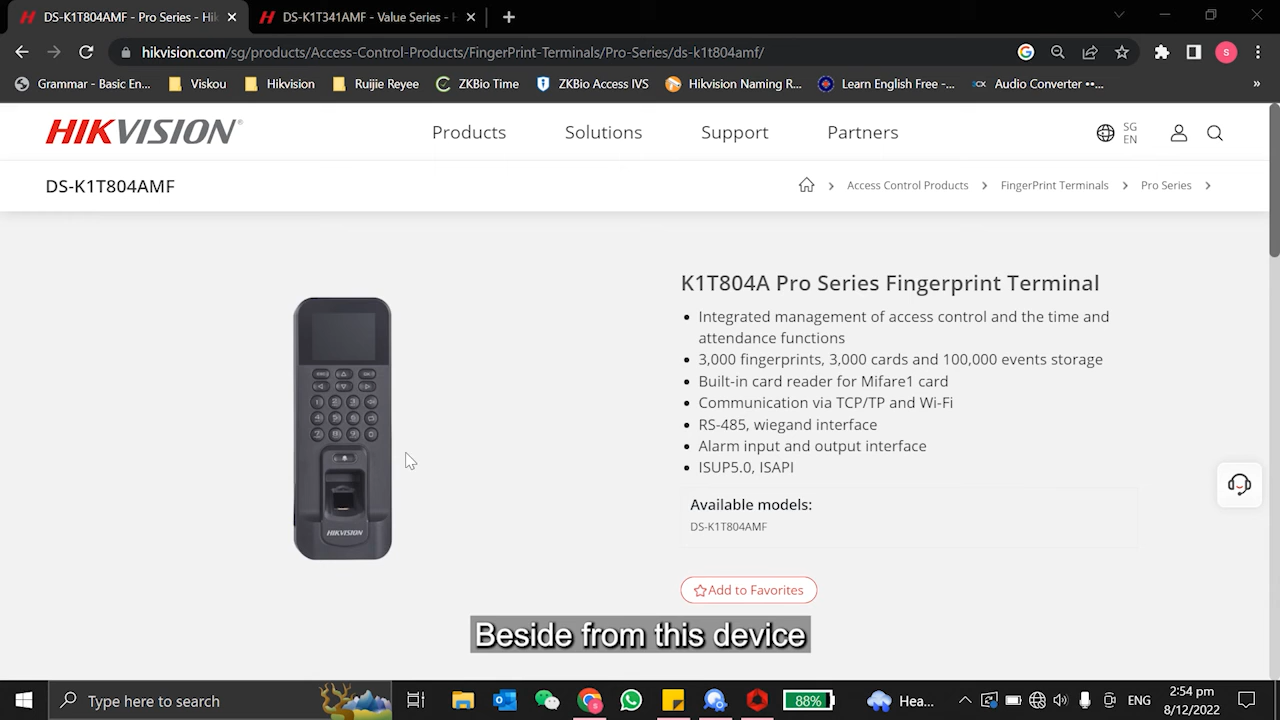 DS-K1T804AMF - Pro Series - Hi
DS-K1T341AMF - Value Series - H
hikvision.com/sg/products/Access-Control-Products/FingerPrint-Terminals/Pro-Series/ds-k1t804amf/
S
Grammar - Basic En...
Viskou
Hikvision
Ruijie Reyee
ZKBio Time
ZKBio Access IVS
Hikvision Naming R...
Learn English Free -...
Audio Converter --...
»
HIKVISION
Products
Solutions
Support
Partners
SG
EN
DS-K1T804AMF
Access Control Products
FingerPrint Terminals
Pro Series
K1T804A Pro Series Fingerprint Terminal
Integrated management of access control and the time and
attendance functions
3,000 fingerprints, 3,000 cards and 100,000 events storage
Built-in card reader for Mifare1 card
Communication via TCP/TP and Wi-Fi
RS-485, wiegand interface
Alarm input and output interface
ISUP5.0, ISAPI
Available models:
DS-K1T804AMF
HIKVISION
Add to Favorites
Beside from this device
Type here to search
88%
Hea...
ENG
2:54 pm
8/12/2022